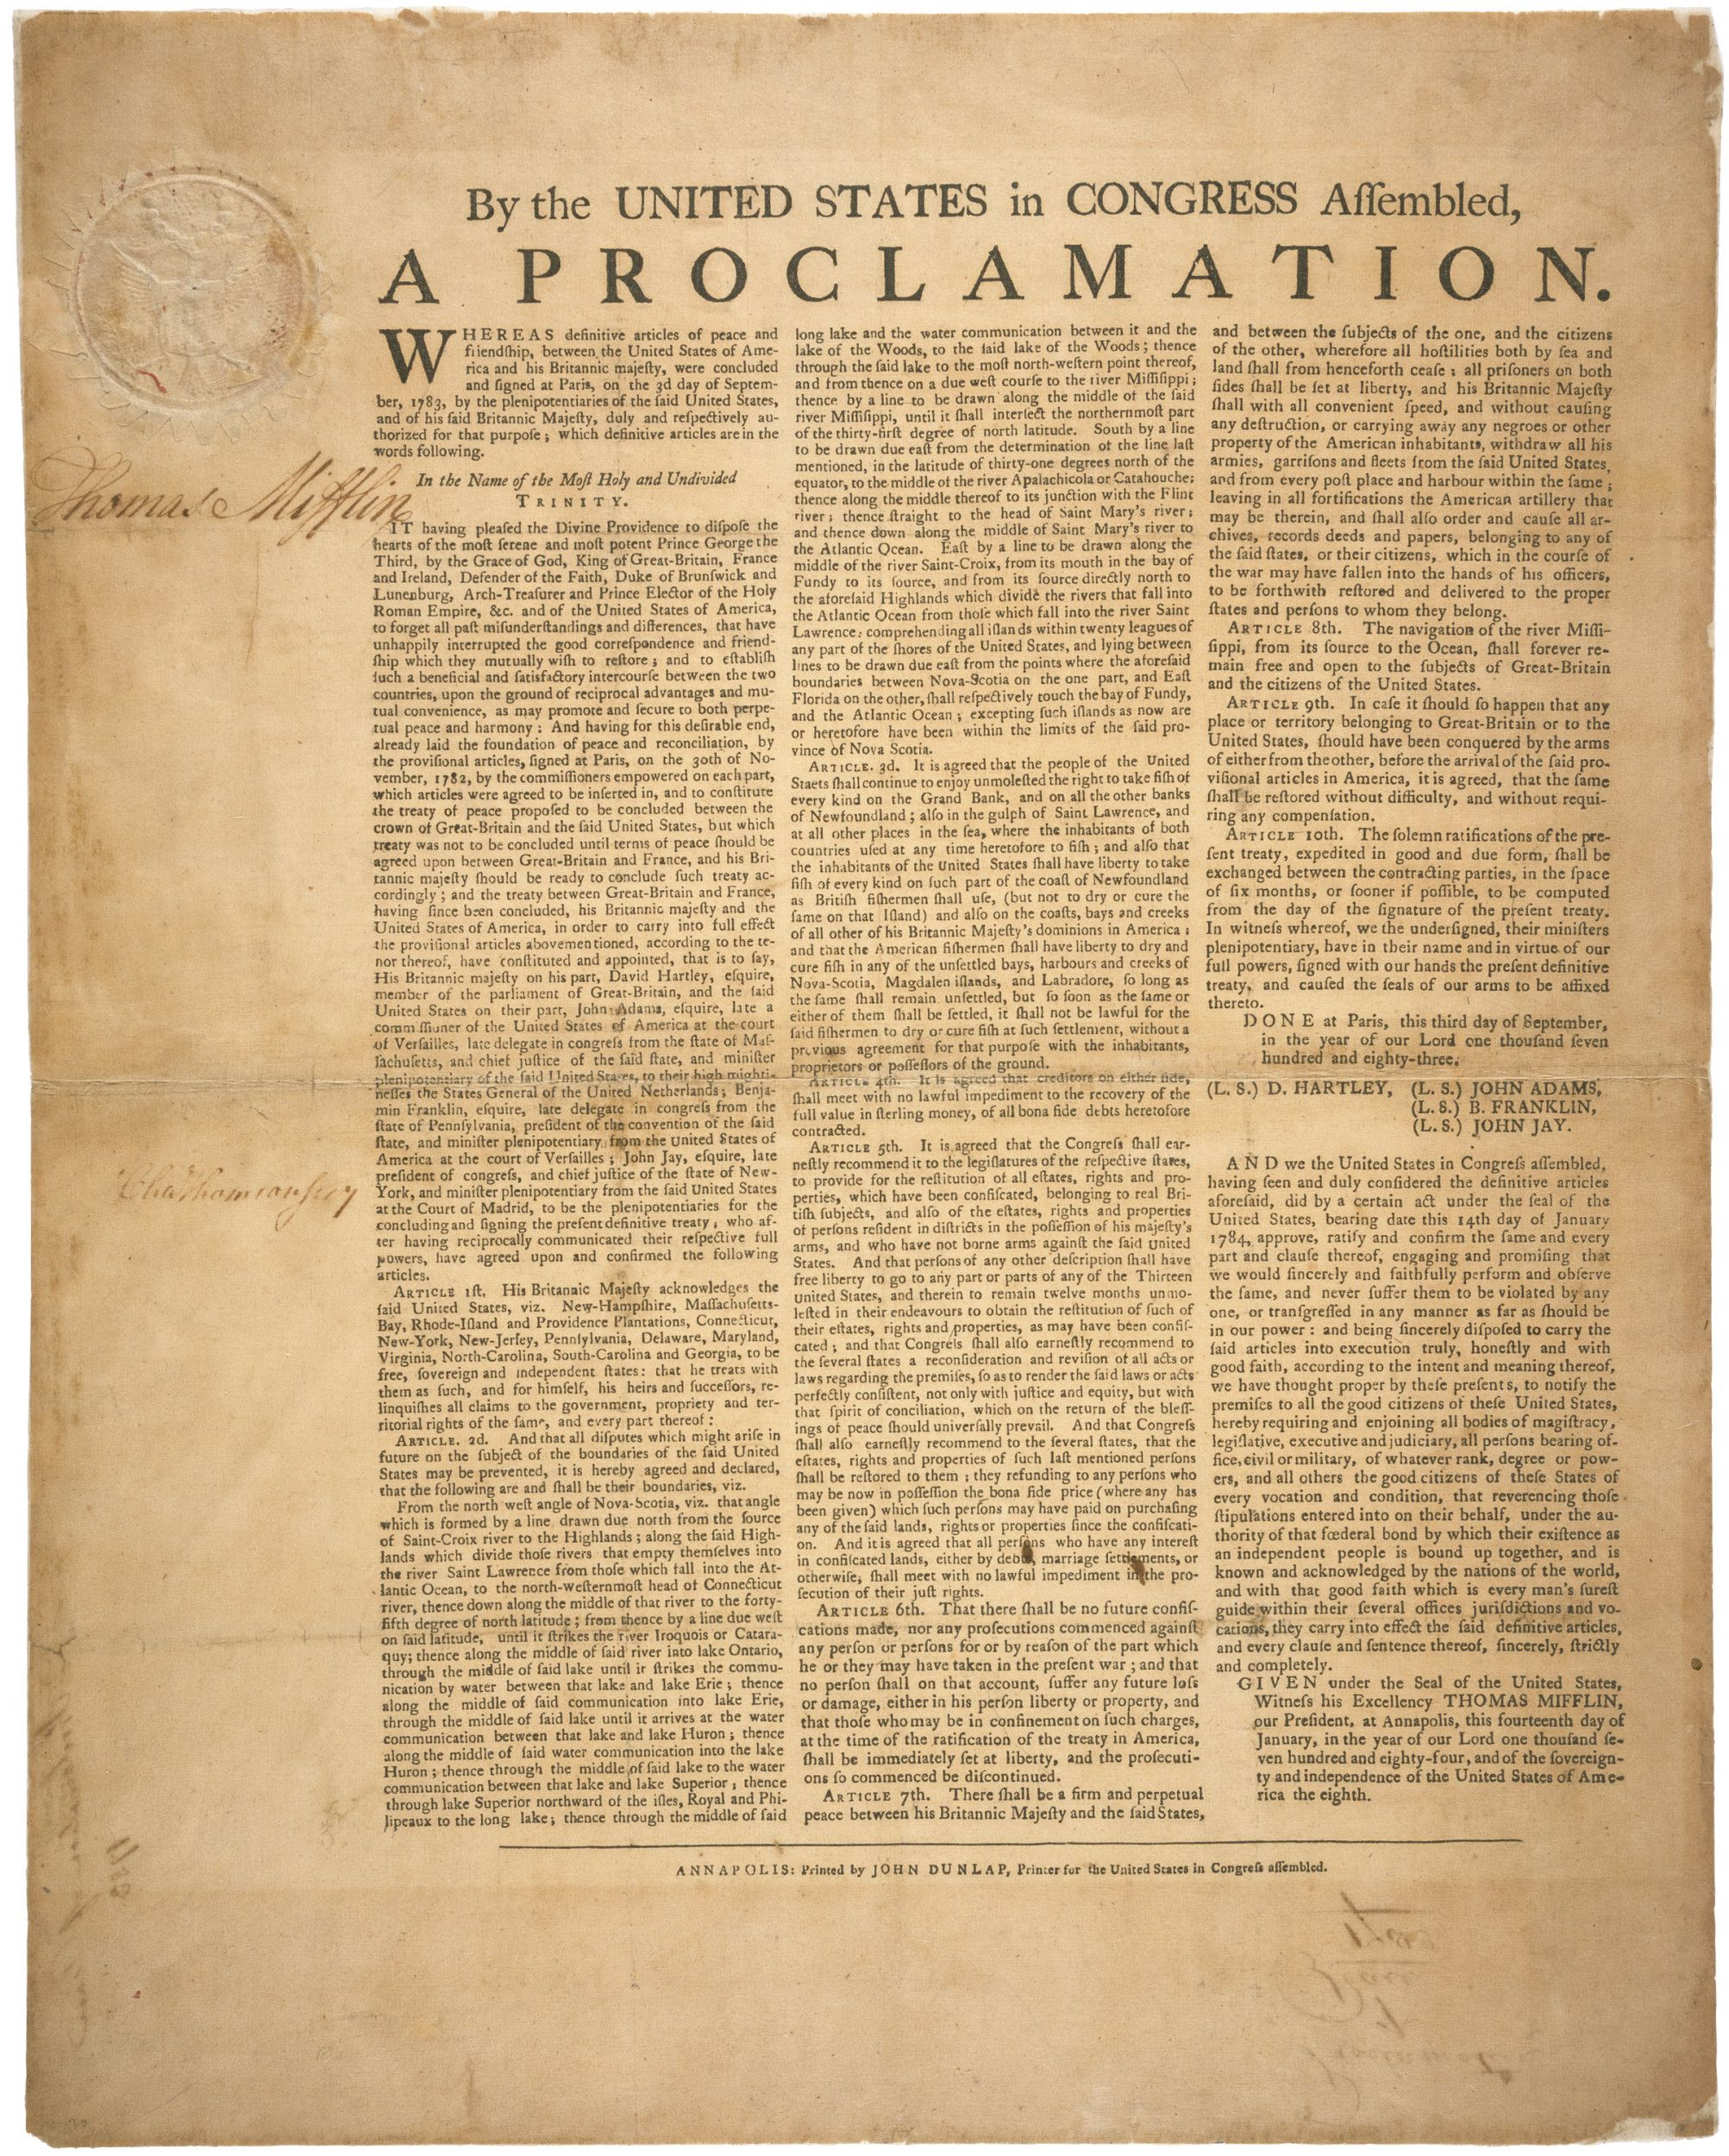 By the UNITED STATES in CONGRESS Aſſembled,
A PROCLAMATION.
Thomas Mifflin
Cha Thomson Secy
WHEREAS definitive articles of peace and
friendſhip, between the United States of Ame-
rica and his Britannic majeſty, were concluded
and ſigned at Paris, on the 3d day of Septem-
ber, 1783, by the plenipotentiaries of the ſaid United States,
and of his ſaid Britannic Majeſty, duly and reſpectively au-
thorized for that purpoſe; which definitive articles are in the
words following.
In the Name of the Moſt Holy and Undivided
TRINITY.
IT having pleaſed the Divine Providence to diſpoſe the
hearts of the moſt ſerene and moſt potent Prince George the
Third, by the Grace of God, King of Great-Britain, France
and Ireland, Defender of the Faith, Duke of Brunſwick and
Lunenburg, Arch-Treaſurer and Prince Elector of the Holy
Roman Empire, &c. and of the United States of America,
to forget all paſt miſunderſtandings and differences, that have
unhappily interrupted the good correſpondence and friend-
ſhip which they mutually wiſh to reſtore; and to eſtabliſh
ſuch a beneficial and ſatisfactory intercourſe between the two
countries, upon the ground of reciprocal advantages and mu-
tual convenience, as may promote and ſecure to both perpe-
tual peace and harmony: And having for this deſirable end,
already laid the foundation of peace and reconciliation, by
the proviſional articles, ſigned at Paris, on the 30th of No-
vember, 1782, by the commiſſioners empowered on each part,
which articles were agreed to be inſerted in, and to conſtitute
the treaty of peace propoſed to be concluded between the
crown of Great-Britain and the ſaid United States, but which
treaty was not to be concluded until terms of peace ſhould be
agreed upon between Great-Britain and France, and his Bri-
tannic majeſty ſhould be ready to conclude ſuch treaty ac-
cordingly; and the treaty between Great-Britain and France,
having ſince been concluded, his Britannic majeſty and the
United States of America, in order to carry into full effect
the proviſional articles abovementioned, according to the te-
nor thereof, have conſtituted and appointed, that is to ſay,
His Britannic majeſty on his part, David Hartley, eſquire,
member of the parliament of Great-Britain, and the ſaid
United States on their part, John Adams, eſquire, late a
commiſſioner of the United States of America at the court
of Verſailles, late delegate in congreſs from the ſtate of Maſ-
ſachuſetts, and chief juſtice of the ſaid ſtate, and miniſter
plenipotentiary of the ſaid United States, to their high mighti-
neſſes the States General of the United Netherlands; Benja-
min Franklin, eſquire, late delegate in congreſs from the
ſtate of Pennſylvania, preſident of the convention of the ſaid
ſtate, and miniſter plenipotentiary from the United States of
America at the court of Verſailles; John Jay, eſquire, late
preſident of congreſs, and chief juſtice of the ſtate of New-
York, and miniſter plenipotentiary from the ſaid United States
at the Court of Madrid, to be the plenipotentiaries for the
concluding and ſigning the preſent definitive treaty; who af-
ter having reciprocally communicated their reſpective full
powers, have agreed upon and confirmed the following
articles.
ARTICLE 1ſt. His Britannic Majeſty acknowledges the
ſaid United States, viz. New-Hampſhire, Maſſachuſetts-
Bay, Rhode-Iſland and Providence Plantations, Connecticut,
New-York, New-Jerſey, Pennſylvania, Delaware, Maryland,
Virginia, North-Carolina, South-Carolina and Georgia, to be
free, ſovereign and independent ſtates: that he treats with
them as ſuch, and for himſelf, his heirs and ſucceſſors, re-
linquiſhes all claims to the government, propriety and ter-
ritorial rights of the ſame, and every part thereof:
ARTICLE. 2d. And that all diſputes which might ariſe in
future on the ſubject of the boundaries of the ſaid United
States may be prevented, it is hereby agreed and declared,
that the following are and ſhall be their boundaries, viz.
From the north weſt angle of Nova-Scotia, viz. that angle
which is formed by a line drawn due north from the ſource
of Saint-Croix river to the Highlands; along the ſaid High-
lands which divide thoſe rivers that empty themſelves into
the river Saint Lawrence from thoſe which fall into the At-
lantic Ocean, to the north-weſternmoſt head of Connecticut
river, thence down along the middle of that river to the forty-
fifth degree of north latitude; from thence by a line due weſt
on ſaid latitude, until it ſtrikes the river Iroquois or Catara-
quy; thence along the middle of ſaid river into lake Ontario,
through the middle of ſaid lake until it ſtrikes the commu-
nication by water between that lake and lake Erie; thence
along the middle of ſaid communication into lake Erie,
through the middle of ſaid lake until it arrives at the water
communication between that lake and lake Huron; thence
along the middle of ſaid water communication into the lake
Huron; thence through the middle of ſaid lake to the water
communication between that lake and lake Superior; thence
through lake Superior northward of the iſles, Royal and Phi-
lipeaux to the long lake; thence through the middle of ſaid
long lake and the water communication between it and the
lake of the Woods, to the ſaid lake of the Woods; thence
through the ſaid lake to the moſt north-weſtern point thereof,
and from thence on a due weſt courſe to the river Miſſiſippi;
thence by a line to be drawn along the middle of the ſaid
river Miſſiſippi, until it ſhall interſect the northernmoſt part
of the thirty-firſt degree of north latitude. South by a line
to be drawn due eaſt from the determination of the line laſt
mentioned, in the latitude of thirty-one degrees north of the
equator, to the middle of the river Apalachicola or Catahouche;
thence along the middle thereof to its junction with the Flint
river; thence ſtraight to the head of Saint Mary's river;
and thence down along the middle of Saint Mary's river to
the Atlantic Ocean. Eaſt by a line to be drawn along the
middle of the river Saint-Croix, from its mouth in the bay of
Fundy to its ſource, and from its ſource directly north to
the aforeſaid Highlands which divide the rivers that fall into
the Atlantic Ocean from thoſe which fall into the river Saint
Lawrence: comprehending all iſlands within twenty leagues of
any part of the ſhores of the United States, and lying between
lines to be drawn due eaſt from the points where the aforeſaid
boundaries between Nova-Scotia on the one part, and Eaſt
Florida on the other, ſhall reſpectively touch the bay of Fundy,
and the Atlantic Ocean; excepting ſuch iſlands as now are
or heretofore have been within the limits of the ſaid pro-
vince of Nova Scotia.
ARTICLE. 3d. It is agreed that the people of the United
Staets ſhall continue to enjoy unmoleſted the right to take fiſh of
every kind on the Grand Bank, and on all the other banks
of Newfoundland; alſo in the gulph of Saint Lawrence, and
at all other places in the ſea, where the inhabitants of both
countries uſed at any time heretofore to fiſh; and alſo that
the inhabitants of the United States ſhall have liberty to take
fiſh of every kind on ſuch part of the coaſt of Newfoundland
as Britiſh fiſhermen ſhall uſe, (but not to dry or cure the
ſame on that Iſland) and alſo on the coaſts, bays and creeks
of all other of his Britannic Majeſty's dominions in America;
and that the American fiſhermen ſhall have liberty to dry and
cure fiſh in any of the unſettled bays, harbours and creeks of
Nova-Scotia, Magdalen iſlands, and Labradore, ſo long as
the ſame ſhall remain unſettled, but ſo ſoon as the ſame or
either of them ſhall be ſettled, it ſhall not be lawful for the
ſaid fiſhermen to dry or cure fiſh at ſuch ſettlement, without a
previous agreement for that purpoſe with the inhabitants,
proprietors or poſſeſſors of the ground.
ARTICLE 4th. It is agreed that creditors on either ſide,
ſhall meet with no lawful impediment to the recovery of the
full value in ſterling money, of all bona fide debts heretofore
contracted.
ARTICLE 5th. It is agreed that the Congreſs ſhall ear-
neſtly recommend it to the legiſlatures of the reſpective ſtates,
to provide for the reſtitution of all eſtates, rights and pro-
perties, which have been confiſcated, belonging to real Bri-
tiſh ſubjects, and alſo of the eſtates, rights and properties
of perſons reſident in diſtricts in the poſſeſſion of his majeſty's
arms, and who have not borne arms againſt the ſaid United
States. And that perſons of any other deſcription ſhall have
free liberty to go to any part or parts of any of the Thirteen
United States, and therein to remain twelve months unmo-
leſted in their endeavours to obtain the reſtitution of ſuch of
their eſtates, rights and properties, as may have been confiſ-
cated; and that Congreſs ſhall alſo earneſtly recommend to
the ſeveral ſtates a reconſideration and reviſion of all acts or
laws regarding the premiſes, ſo as to render the ſaid laws or acts
perfectly conſiſtent, not only with juſtice and equity, but with
that ſpirit of conciliation, which on the return of the bleſſ-
ings of peace ſhould univerſally prevail. And that Congreſs
ſhall alſo earneſtly recommend to the ſeveral ſtates, that the
eſtates, rights and properties of ſuch laſt mentioned perſons
ſhall be reſtored to them; they refunding to any perſons who
may be now in poſſeſſion the bona fide price (where any has
been given) which ſuch perſons may have paid on purchaſing
any of the ſaid lands, rights or properties ſince the confiſcati-
on. And it is agreed that all perſons who have any intereſt
in confiſcated lands, either by debts, marriage ſettlements, or
otherwiſe, ſhall meet with no lawful impediment in the pro-
ſecution of their juſt rights.
ARTICLE 6th. That there ſhall be no future confiſ-
cations made, nor any proſecutions commenced againſt
any perſon or perſons for or by reaſon of the part which
he or they may have taken in the preſent war; and that
no perſon ſhall on that account, ſuffer any future loſs
or damage, either in his perſon liberty or property, and
that thoſe who may be in confinement on ſuch charges,
at the time of the ratification of the treaty in America,
ſhall be immediately ſet at liberty, and the proſecuti-
ons ſo commenced be diſcontinued.
ARTICLE 7th. There ſhall be a firm and perpetual
peace between his Britannic Majeſty and the ſaid States,
and between the ſubjects of the one, and the citizens
of the other, wherefore all hoſtilities both by ſea and
land ſhall from henceforth ceaſe; all priſoners on both
ſides ſhall be ſet at liberty, and his Britannic Majeſty
ſhall with all convenient ſpeed, and without cauſing
any deſtruction, or carrying away any negroes or other
property of the American inhabitants, withdraw all his
armies, garriſons and fleets from the ſaid United States,
and from every poſt place and harbour within the ſame;
leaving in all fortifications the American artillery that
may be therein, and ſhall alſo order and cauſe all ar-
chives, records deeds and papers, belonging to any of
the ſaid ſtates, or their citizens, which in the courſe of
the war may have fallen into the hands of his officers,
to be forthwith reſtored and delivered to the proper
ſtates and perſons to whom they belong.
ARTICLE 8th. The navigation of the river Miſſi-
ſippi, from its ſource to the Ocean, ſhall forever re-
main free and open to the ſubjects of Great-Britain
and the citizens of the United States.
ARTICLE 9th. In caſe it ſhould ſo happen that any
place or territory belonging to Great-Britain or to the
United States, ſhould have been conquered by the arms
of either from the other, before the arrival of the ſaid pro-
viſional articles in America, it is agreed, that the ſame
ſhall be reſtored without difficulty, and without requi-
ring any compenſation.
ARTICLE 10th. The ſolemn ratifications of the pre-
ſent treaty, expedited in good and due form, ſhall be
exchanged between the contracting parties, in the ſpace
of ſix months, or ſooner if poſſible, to be computed
from the day of the ſignature of the preſent treaty.
In witneſs whereof, we the underſigned, their miniſters
plenipotentiary, have in their name and in virtue of our
full powers, ſigned with our hands the preſent definitive
treaty, and cauſed the ſeals of our arms to be affixed
thereto.
DONE at Paris, this third day of September,
in the year of our Lord one thouſand ſeven
hundred and eighty-three.
(L. S.) D. HARTLEY, (L. S.) JOHN ADAMS,
(L. S.) B. FRANKLIN,
(L. S.) JOHN JAY.
AND we the United States in Congreſs aſſembled,
having ſeen and duly conſidered the definitive articles
aforeſaid, did by a certain act under the ſeal of the
United States, bearing date this 14th day of January
1784, approve, ratify and confirm the ſame and every
part and clauſe thereof, engaging and promiſing that
we would ſincerely and faithfully perform and obſerve
the ſame, and never ſuffer them to be violated by any
one, or tranſgreſſed in any manner as far as ſhould be
in our power: and being ſincerely diſpoſed to carry the
ſaid articles into execution truly, honeſtly and with
good faith, according to the intent and meaning thereof,
we have thought proper by theſe preſents, to notify the
premiſes to all the good citizens of theſe United States,
hereby requiring and enjoining all bodies of magiſtracy,
legiſlative, executive and judiciary, all perſons bearing of-
fice, civil or military, of whatever rank, degree or pow-
ers, and all others the good citizens of theſe States of
every vocation and condition, that reverencing thoſe
ſtipulations entered into on their behalf, under the au-
thority of that fœderal bond by which their exiſtence as
an independent people is bound up together, and is
known and acknowledged by the nations of the world,
and with that good faith which is every man's ſureſt
guide, within their ſeveral offices jurisdictions and vo-
cations, they carry into effect the ſaid definitive articles,
and every clauſe and ſentence thereof, ſincerely, ſtrictly
and completely.
GIVEN under the Seal of the United States,
Witneſs his Excellency THOMAS MIFFLIN,
our Preſident, at Annapolis, this fourteenth day of
January, in the year of our Lord one thouſand ſe-
ven hundred and eighty-four, and of the ſovereign-
ty and independence of the United States of Ame-
rica the eighth.
ANNAPOLIS: Printed by JOHN DUNLAP, Printer for the United States in Congreſs aſſembled.